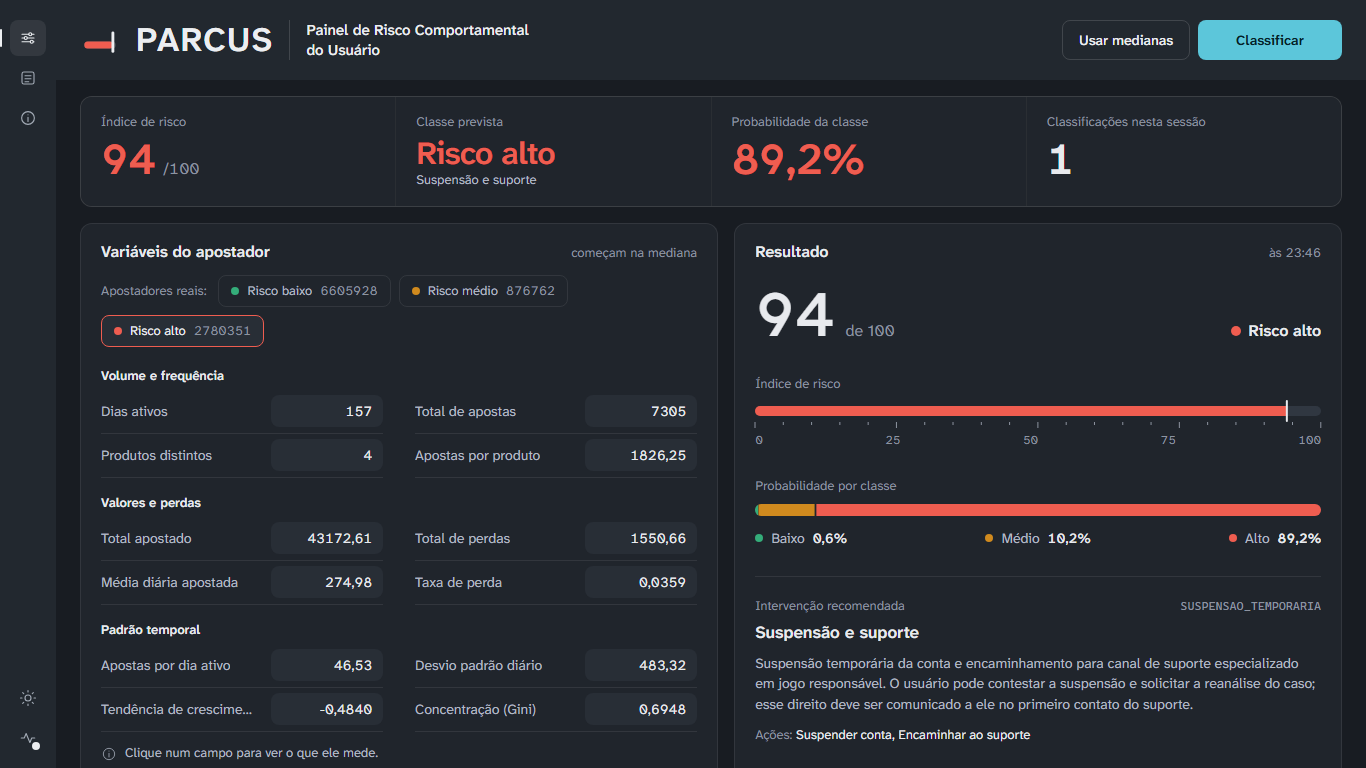 PARCUS
Painel de Risco Comportamental
do Usuário
Usar medianas
Classificar
Índice de risco
94 /100
Classe prevista
Risco alto
Suspensão e suporte
Probabilidade da classe
89,2%
Classificações nesta sessão
1
Variáveis do apostador
começam na mediana
Apostadores reais:
Risco baixo 6605928
Risco médio 876762
Risco alto 2780351
Volume e frequência
Dias ativos 157
Total de apostas 7305
Produtos distintos 4
Apostas por produto 1826,25
Valores e perdas
Total apostado 43172,61
Total de perdas 1550,66
Média diária apostada 274,98
Taxa de perda 0,0359
Padrão temporal
Apostas por dia ativo 46,53
Desvio padrão diário 483,32
Tendência de crescime... -0,4840
Concentração (Gini) 0,6948
Clique num campo para ver o que ele mede.
Resultado
às 23:46
94 de 100
Risco alto
Índice de risco
0 25 50 75 100
Probabilidade por classe
Baixo 0,6%
Médio 10,2%
Alto 89,2%
Intervenção recomendada
SUSPENSAO_TEMPORARIA
Suspensão e suporte
Suspensão temporária da conta e encaminhamento para canal de suporte especializado
em jogo responsável. O usuário pode contestar a suspensão e solicitar a reanálise do caso;
esse direito deve ser comunicado a ele no primeiro contato do suporte.
Ações: Suspender conta, Encaminhar ao suporte